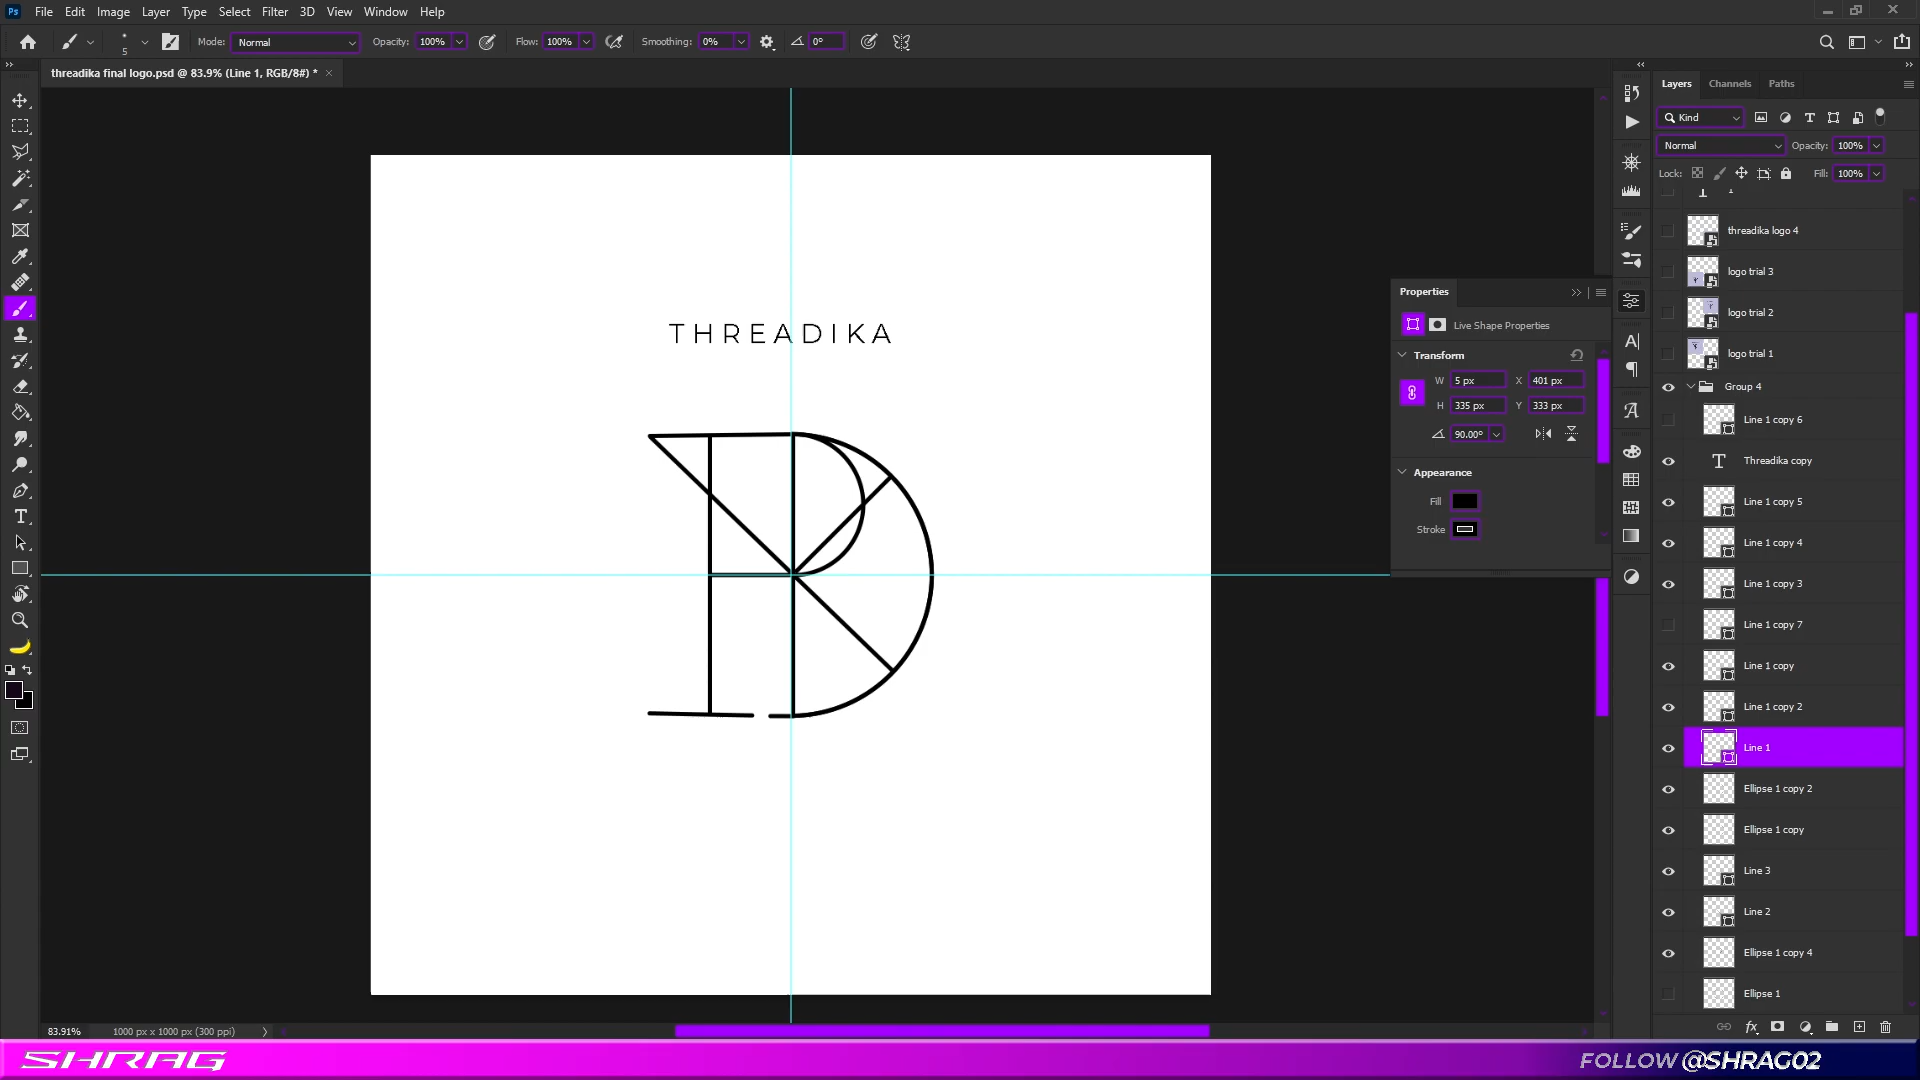 Ps File Edit Image Layer Type Select Filter 3D View Window Help
5 Mode: Normal Opacity: 100% Flow: 100% Smoothing: 0% 0°
threadika final logo.psd @ 83.9% (Line 1, RGB/8#) *
THREADIKA
Properties
Live Shape Properties
Transform
W 5 px X 401 px
H 335 px Y 333 px
90.00°
Appearance
Fill
Stroke
Layers Channels Paths
Kind
Normal Opacity: 100%
Lock: Fill: 100%
threadika logo 4
logo trial 3
logo trial 2
logo trial 1
Group 4
Line 1 copy 6
Threadika copy
Line 1 copy 5
Line 1 copy 4
Line 1 copy 3
Line 1 copy 7
Line 1 copy
Line 1 copy 2
Line 1
Ellipse 1 copy 2
Ellipse 1 copy
Line 3
Line 2
Ellipse 1 copy 4
Ellipse 1
83.91% 1000 px x 1000 px (300 ppi)
SHRAG
FOLLOW @SHRAG02